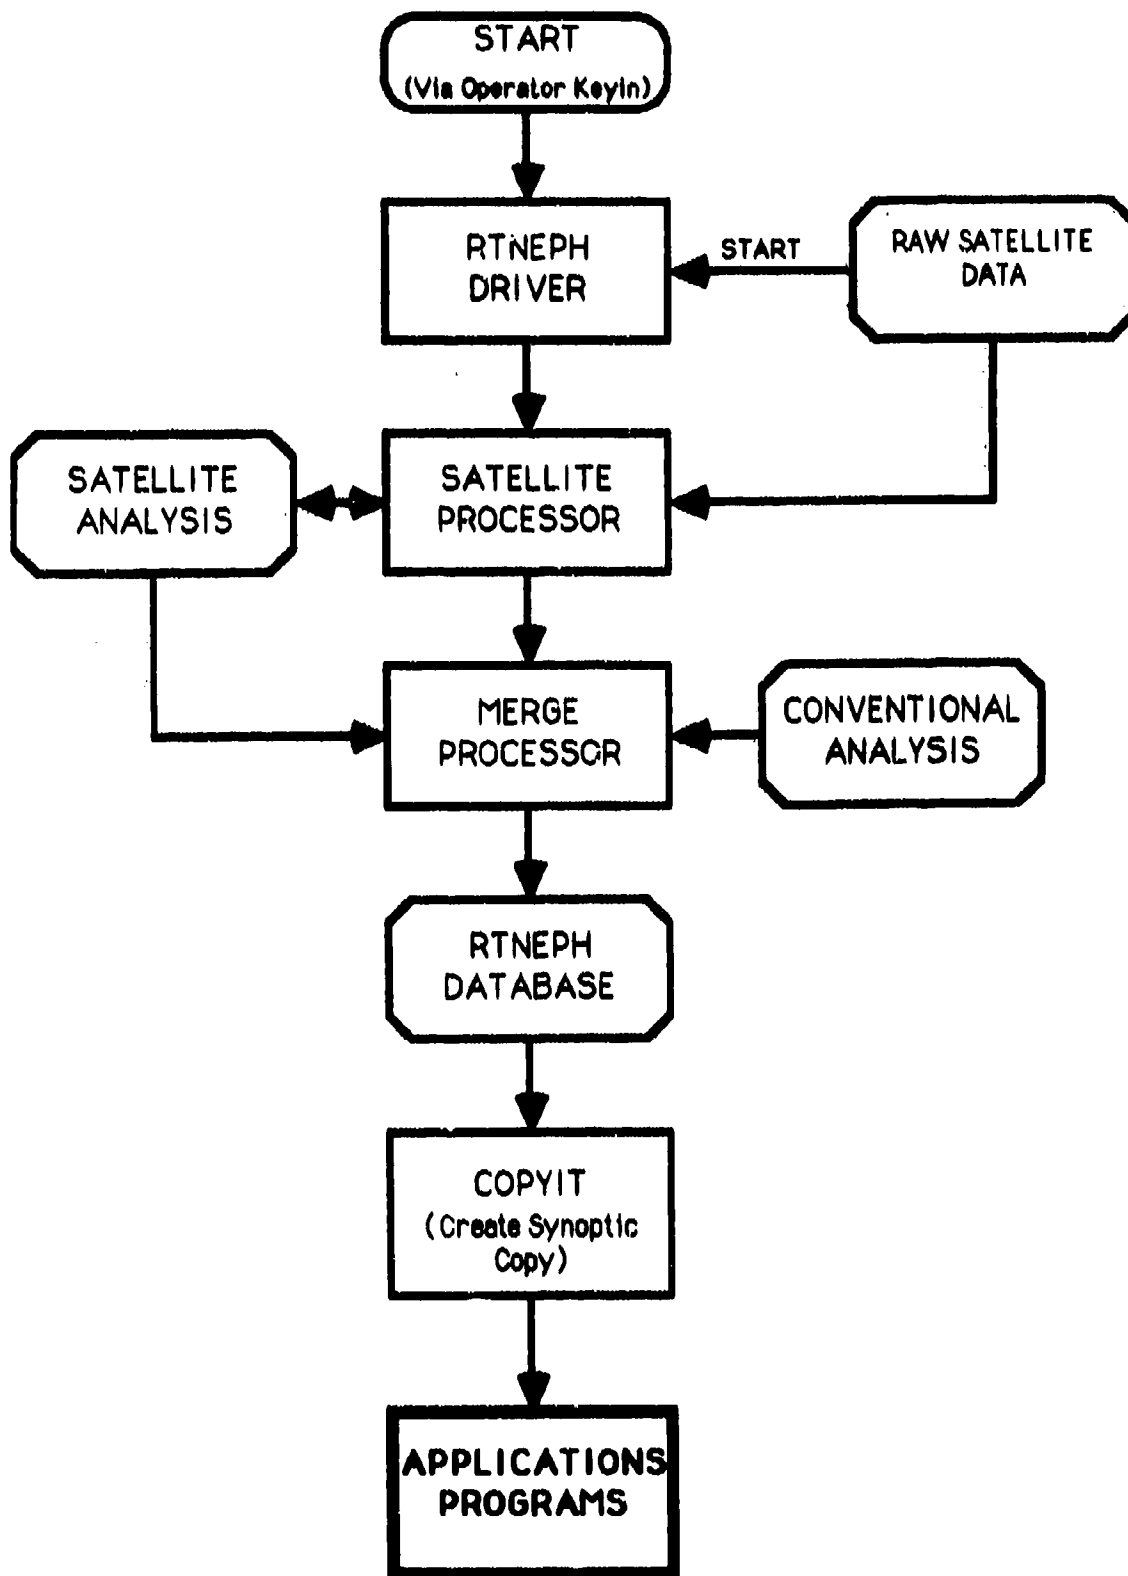 START
(Via Operator Keyin)
RTNEPH
DRIVER
START
RAW SATELLITE
DATA
SATELLITE
ANALYSIS
SATELLITE
PROCESSOR
MERGE
PROCESSOR
CONVENTIONAL
ANALYSIS
RTNEPH
DATABASE
COPYIT
(Create Synoptic
Copy)
APPLICATIONS
PROGRAMS